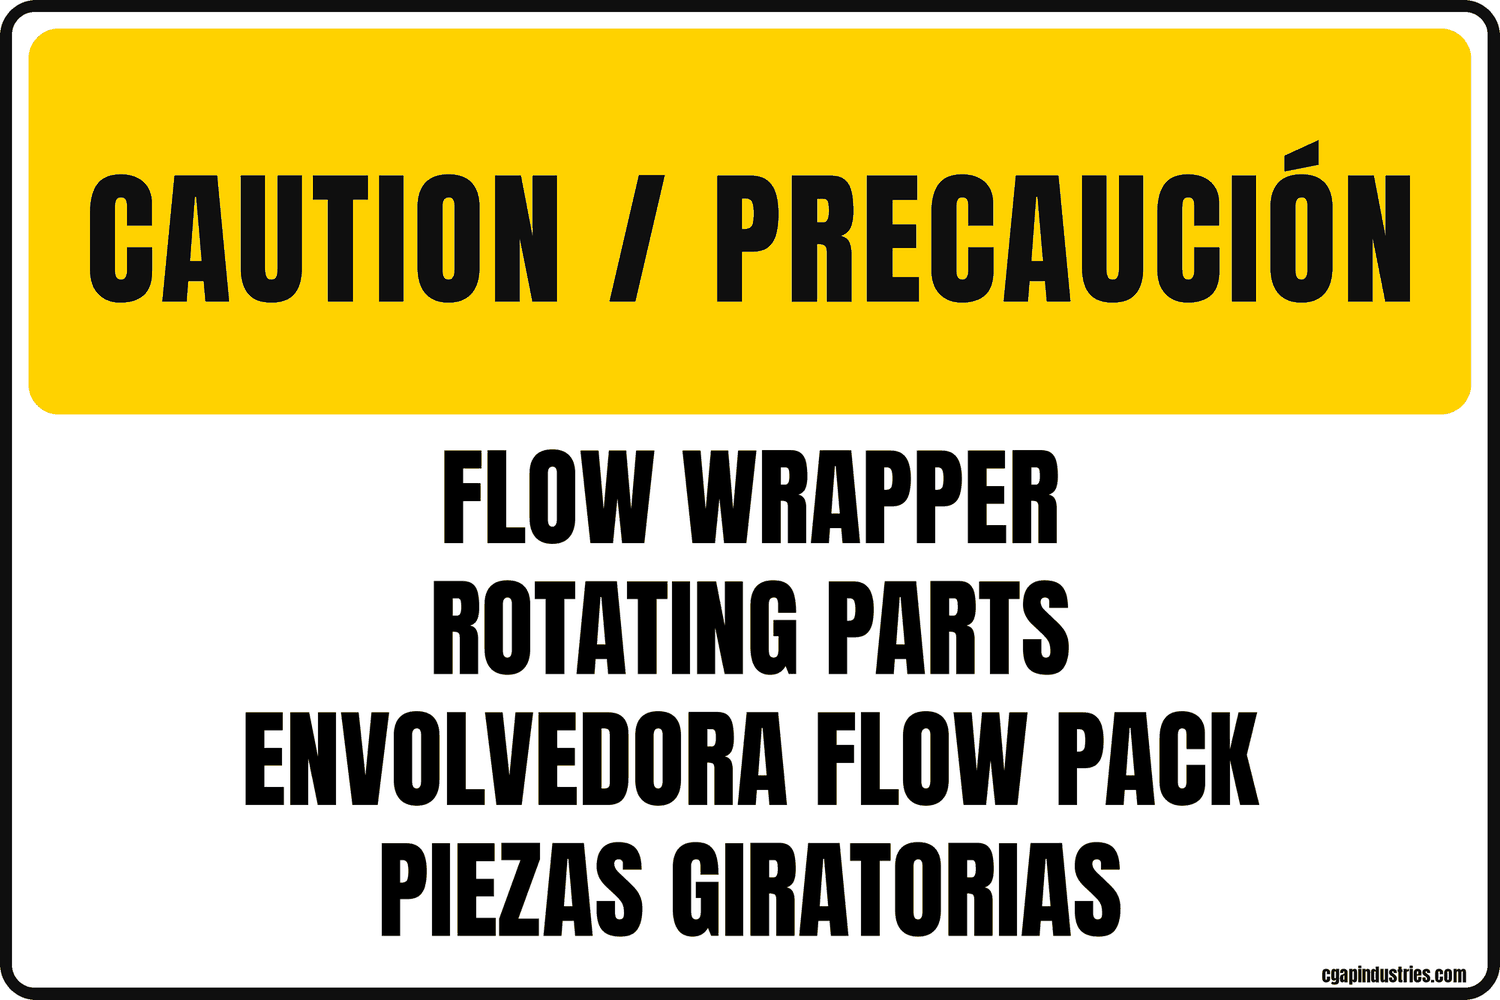 CAUTION / PRECAUCIÓN
FLOW WRAPPER
ROTATING PARTS
ENVOLVEDORA FLOW PACK
PIEZAS GIRATORIAS
cgapindustries.com